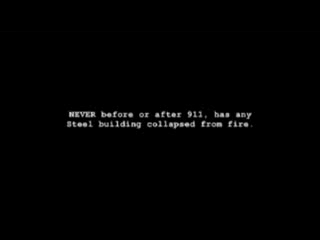 NEVER before or after 911, has any
Steel building collapsed from fire.